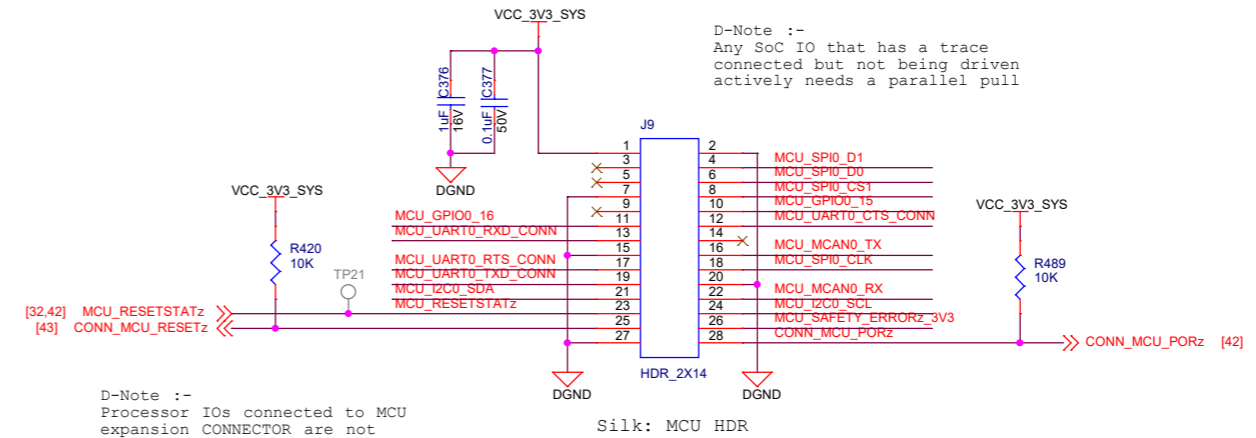 VCC_3V3_SYS
D-Note :-
Any SoC IO that has a trace
connected but not being driven
actively needs a parallel pull
C376
1uF
16V
C377
0.1uF
50V
DGND
J9
1
2
3
4
MCU_SPI0_D1
5
6
MCU_SPI0_D0
7
8
MCU_SPI0_CS1
9
10
MCU_GPIO0_15
MCU_GPIO0_16
11
12
MCU_UART0_CTS_CONN
MCU_UART0_RXD_CONN
13
14
15
16
MCU_MCAN0_TX
MCU_UART0_RTS_CONN
17
18
MCU_SPI0_CLK
MCU_UART0_TXD_CONN
19
20
MCU_I2C0_SDA
21
22
MCU_MCAN0_RX
MCU_RESETSTATz
23
24
MCU_I2C0_SCL
25
26
MCU_SAFETY_ERRORz_3V3
27
28
CONN_MCU_PORz
VCC_3V3_SYS
R420
10K
TP21
[32,42] MCU_RESETSTATz
[43] CONN_MCU_RESETz
VCC_3V3_SYS
R489
10K
CONN_MCU_PORz [42]
HDR_2X14
DGND
DGND
D-Note :-
Processor IOs connected to MCU
expansion CONNECTOR are not
Silk: MCU HDR